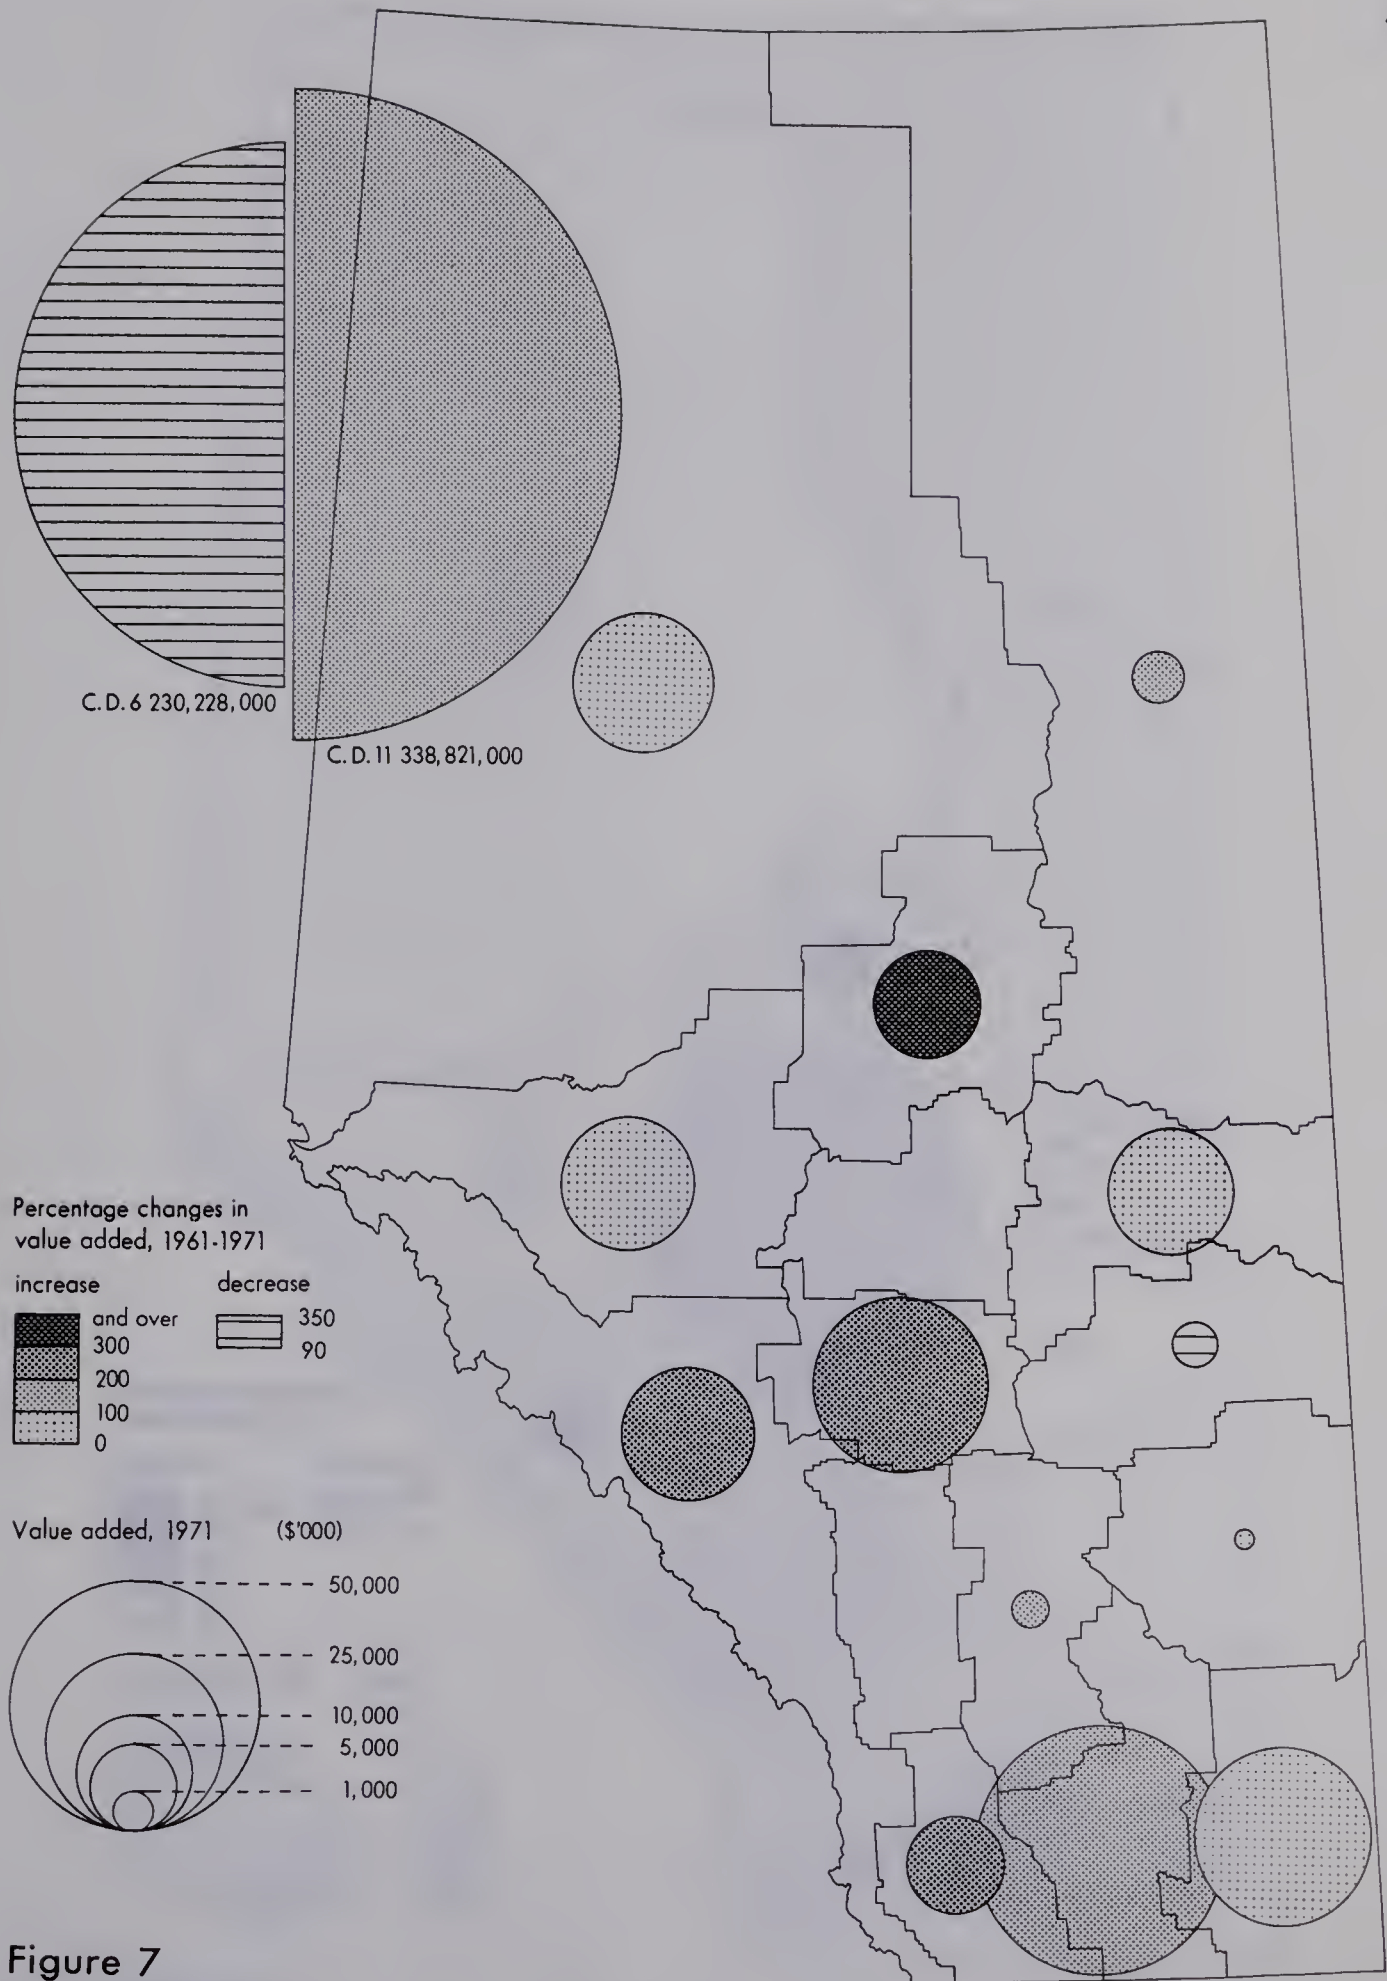 C.D.6 230,228,000
C.D.11 338,821,000
Percentage changes in
value added, 1961-1971
increase decrease
and over 350
300 90
200
100
0
Value added, 1971 ($'000)
50,000
25,000
10,000
5,000
1,000
Figure 7